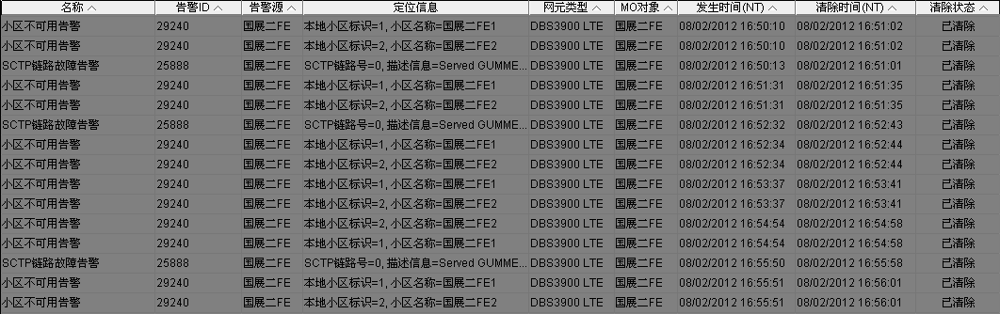 名称 告警ID 告警源 定位信息 网元类型 MO对象 发生时间(NT) 清除时间(NT) 清除状态
小区不可用告警 29240 国展二FE 本地小区标识=1, 小区名称=国展二FE1 DBS3900 LTE 国展二FE 08/02/2012 16:50:10 08/02/2012 16:51:02 已清除
小区不可用告警 29240 国展二FE 本地小区标识=2, 小区名称=国展二FE2 DBS3900 LTE 国展二FE 08/02/2012 16:50:10 08/02/2012 16:51:02 已清除
SCTP链路故障告警 25888 国展二FE SCTP链路号=0, 描述信息=Served GUMME... DBS3900 LTE 国展二FE 08/02/2012 16:50:13 08/02/2012 16:51:01 已清除
小区不可用告警 29240 国展二FE 本地小区标识=1, 小区名称=国展二FE1 DBS3900 LTE 国展二FE 08/02/2012 16:51:31 08/02/2012 16:51:35 已清除
小区不可用告警 29240 国展二FE 本地小区标识=2, 小区名称=国展二FE2 DBS3900 LTE 国展二FE 08/02/2012 16:51:31 08/02/2012 16:51:35 已清除
SCTP链路故障告警 25888 国展二FE SCTP链路号=0, 描述信息=Served GUMME... DBS3900 LTE 国展二FE 08/02/2012 16:52:32 08/02/2012 16:52:43 已清除
小区不可用告警 29240 国展二FE 本地小区标识=1, 小区名称=国展二FE1 DBS3900 LTE 国展二FE 08/02/2012 16:52:34 08/02/2012 16:52:44 已清除
小区不可用告警 29240 国展二FE 本地小区标识=2, 小区名称=国展二FE2 DBS3900 LTE 国展二FE 08/02/2012 16:52:34 08/02/2012 16:52:44 已清除
小区不可用告警 29240 国展二FE 本地小区标识=1, 小区名称=国展二FE1 DBS3900 LTE 国展二FE 08/02/2012 16:53:37 08/02/2012 16:53:41 已清除
小区不可用告警 29240 国展二FE 本地小区标识=2, 小区名称=国展二FE2 DBS3900 LTE 国展二FE 08/02/2012 16:53:37 08/02/2012 16:53:41 已清除
小区不可用告警 29240 国展二FE 本地小区标识=2, 小区名称=国展二FE2 DBS3900 LTE 国展二FE 08/02/2012 16:54:54 08/02/2012 16:54:58 已清除
小区不可用告警 29240 国展二FE 本地小区标识=1, 小区名称=国展二FE1 DBS3900 LTE 国展二FE 08/02/2012 16:54:54 08/02/2012 16:54:58 已清除
SCTP链路故障告警 25888 国展二FE SCTP链路号=0, 描述信息=Served GUMME... DBS3900 LTE 国展二FE 08/02/2012 16:55:50 08/02/2012 16:56:00 已清除
小区不可用告警 29240 国展二FE 本地小区标识=1, 小区名称=国展二FE1 DBS3900 LTE 国展二FE 08/02/2012 16:55:51 08/02/2012 16:56:01 已清除
小区不可用告警 29240 国展二FE 本地小区标识=2, 小区名称=国展二FE2 DBS3900 LTE 国展二FE 08/02/2012 16:55:51 08/02/2012 16:56:01 已清除